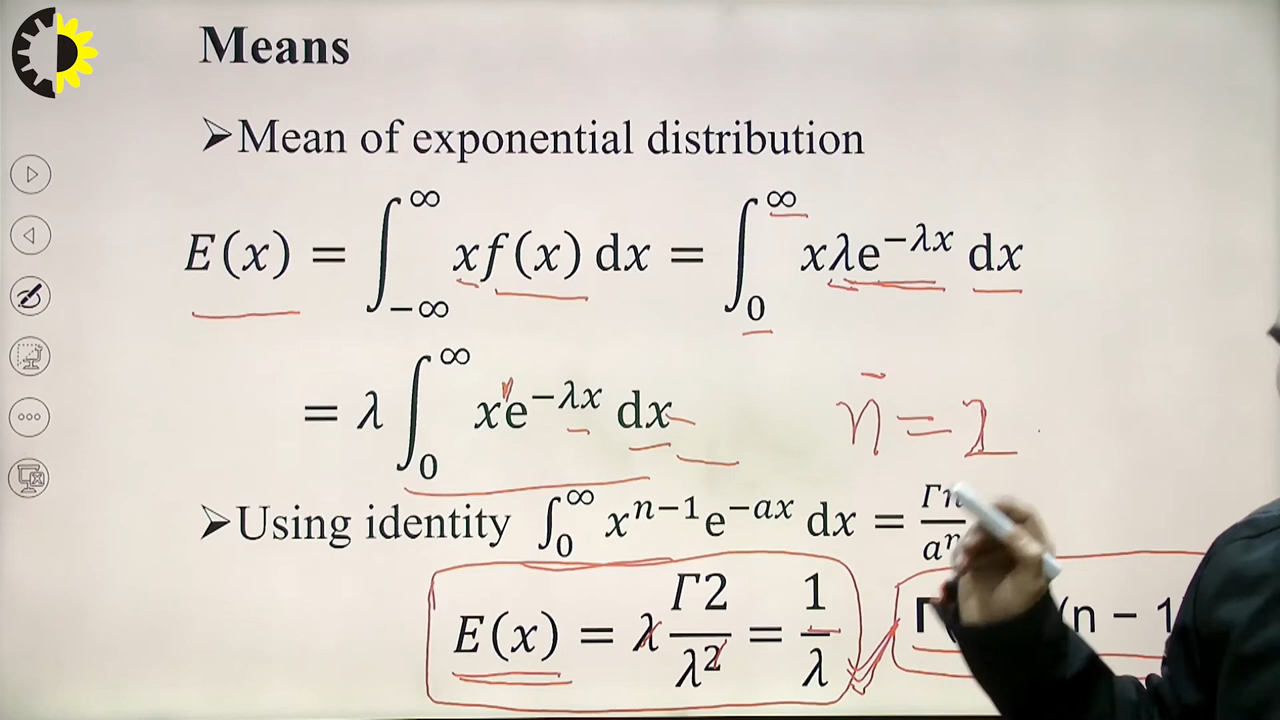 Means
➢Mean of exponential distribution
E(x) = ∫_{-∞}^{∞} xf(x) dx = ∫_0^∞ xλe^{-λx} dx
= λ ∫_0^∞ xe^{-λx} dx
n = 2
➢Using identity ∫_0^∞ x^{n-1}e^{-ax} dx = Γn/a^n
E(x) = λ Γ2/λ^2 = 1/λ
(n - 1